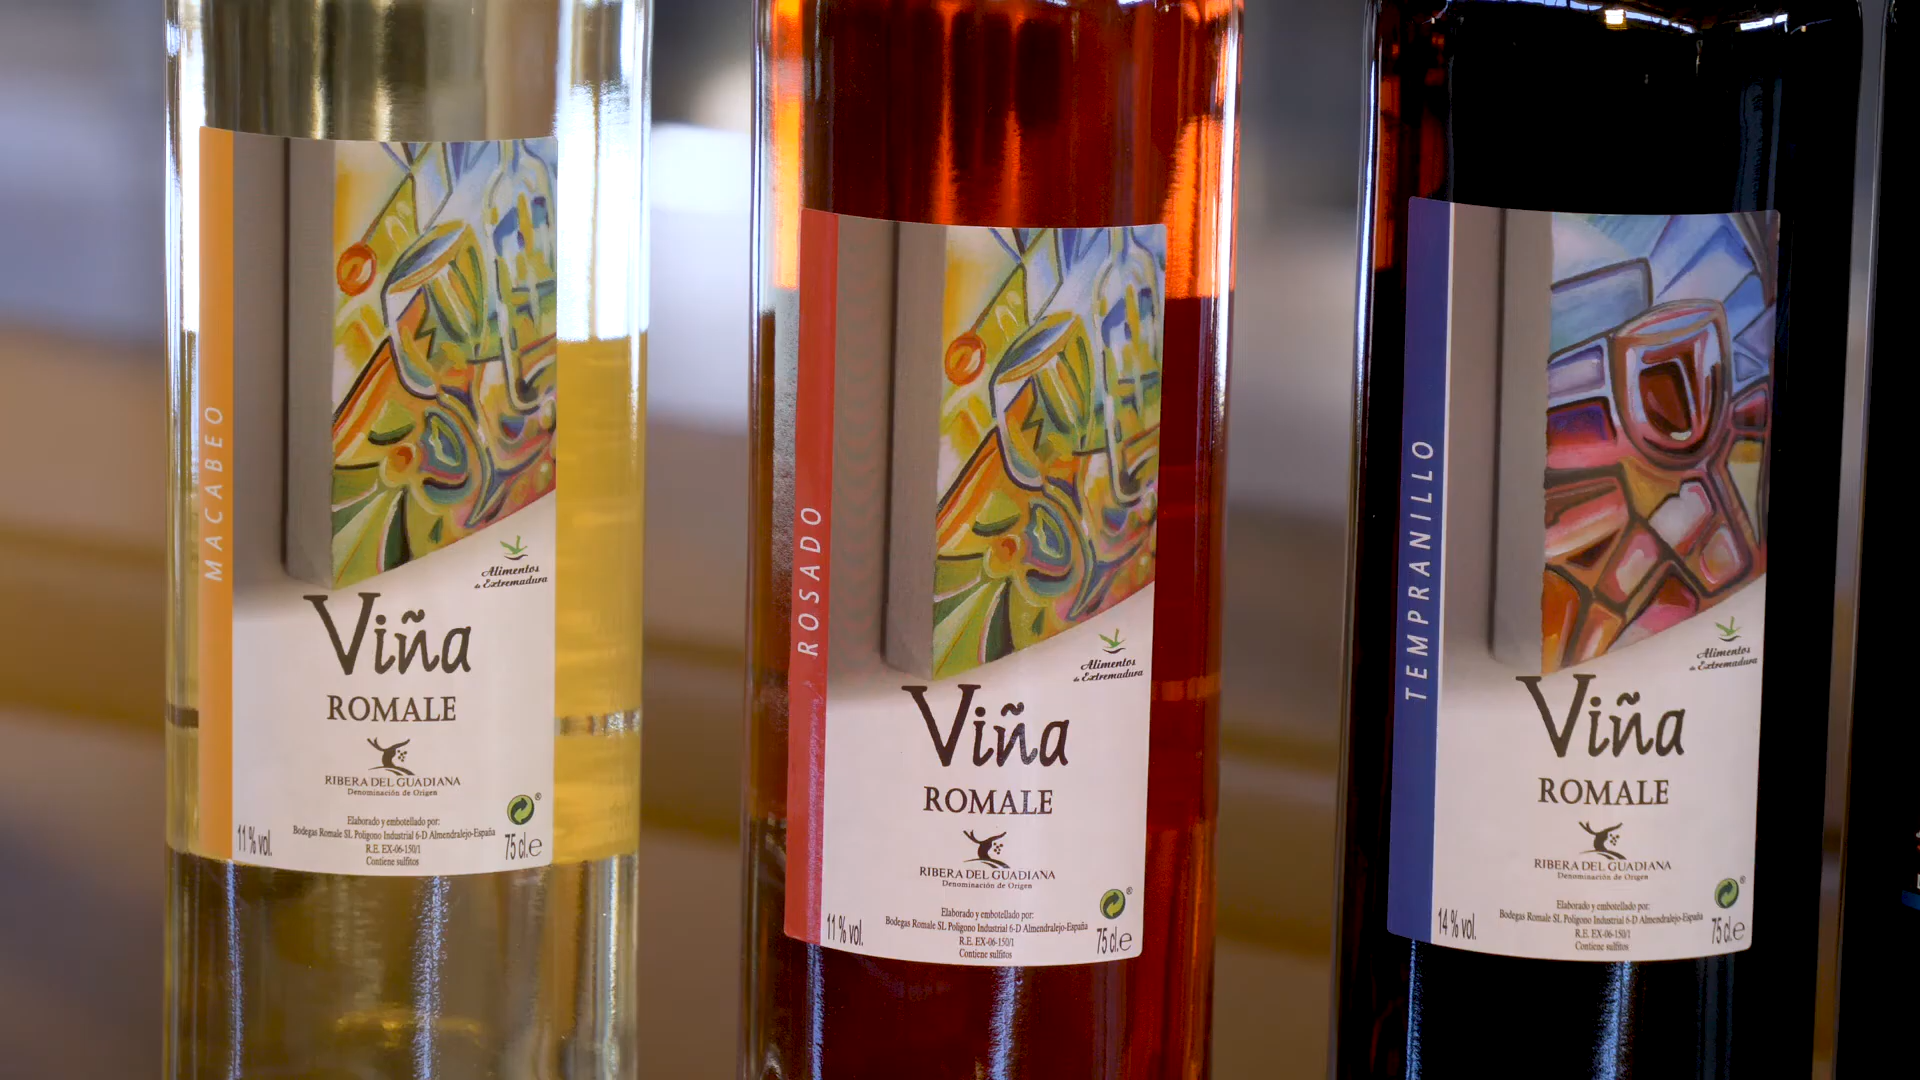 MACABEO
Alimentos
de Extremadura
Viña
ROMALE
RIBERA DEL GUADIANA
Denominación de Origen
Elaborado y embotellado por:
Bodegas Romale SL Polígono Industrial 6-D Almendralejo-España
R.E. EX-06-150/1
Contiene sulfitos
11 % vol.
75 cl. e
®
ROSADO
Alimentos
de Extremadura
Viña
ROMALE
RIBERA DEL GUADIANA
Denominación de Origen
Elaborado y embotellado por:
Bodegas Romale SL Polígono Industrial 6-D Almendralejo-España
R.E. EX-06-150/1
Contiene sulfitos
11 % vol.
75 cl. e
®
TEMPRANILLO
Alimentos
de Extremadura
Viña
ROMALE
RIBERA DEL GUADIANA
Denominación de Origen
Elaborado y embotellado por:
Bodegas Romale SL Polígono Industrial 6-D Almendralejo-España
R.E. EX-06-150/1
Contiene sulfitos
14 % vol.
75 cl. e
®